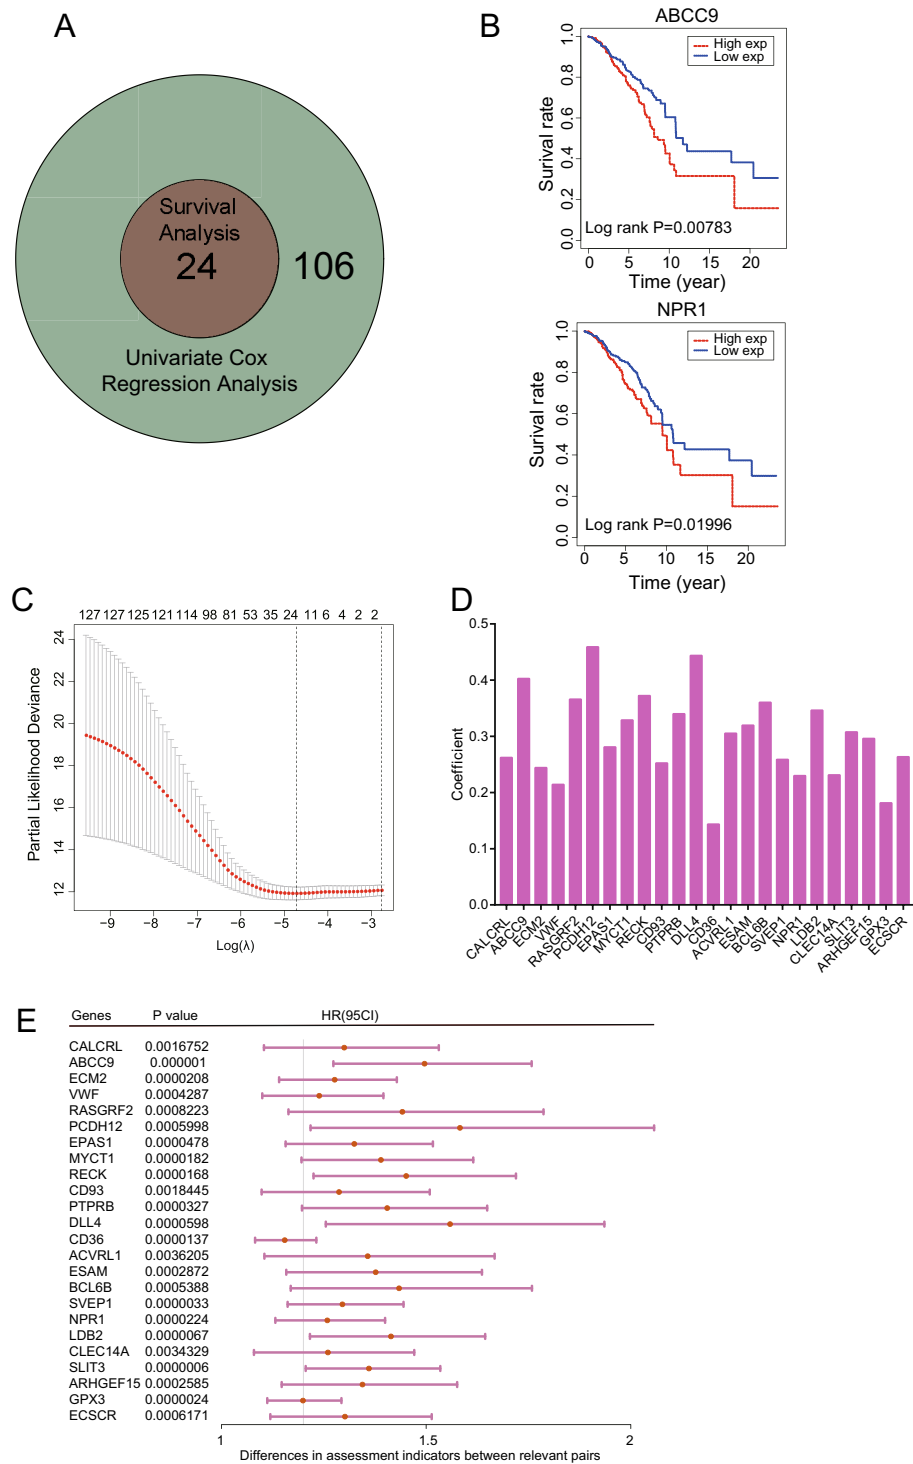 A
Survival
Analysis
24
106
Univariate Cox
Regression Analysis
B
ABCC9
High exp
Low exp
Surival rate
0.0 0.2 0.4 0.6 0.8 1.0
Log rank P=0.00783
0 5 10 15 20
Time (year)
NPR1
High exp
Low exp
Surival rate
0.0 0.2 0.4 0.6 0.8 1.0
Log rank P=0.01996
0 5 10 15 20
Time (year)
C
127 127 125 121 114 98 81 53 35 24 11 6 4 2 2
Partial Likelihood Deviance
12 14 16 18 20 22 24
−9 −8 −7 −6 −5 −4 −3
Log(λ)
D
Coefficient
0.5
0.4
0.3
0.2
0.1
0.0
CALCRL
ABCC9
ECM2
VWF
RASGRF2
PCDH12
EPAS1
MYCT1
RECK
CD93
PTPRB
DLL4
CD36
ACVRL1
ESAM
BCL6B
SVEP1
NPR1
LDB2
CLEC14A
SLIT3
ARHGEF15
GPX3
ECSCR
E
Genes P value HR(95CI)
CALCRL 0.0016752
ABCC9 0.000001
ECM2 0.0000208
VWF 0.0004287
RASGRF2 0.0008223
PCDH12 0.0005998
EPAS1 0.0000478
MYCT1 0.0000182
RECK 0.0000168
CD93 0.0018445
PTPRB 0.0000327
DLL4 0.0000598
CD36 0.0000137
ACVRL1 0.0036205
ESAM 0.0002872
BCL6B 0.0005388
SVEP1 0.0000033
NPR1 0.0000224
LDB2 0.0000067
CLEC14A 0.0034329
SLIT3 0.0000006
ARHGEF15 0.0002585
GPX3 0.0000024
ECSCR 0.0006171
1 1.5 2
Differences in assessment indicators between relevant pairs